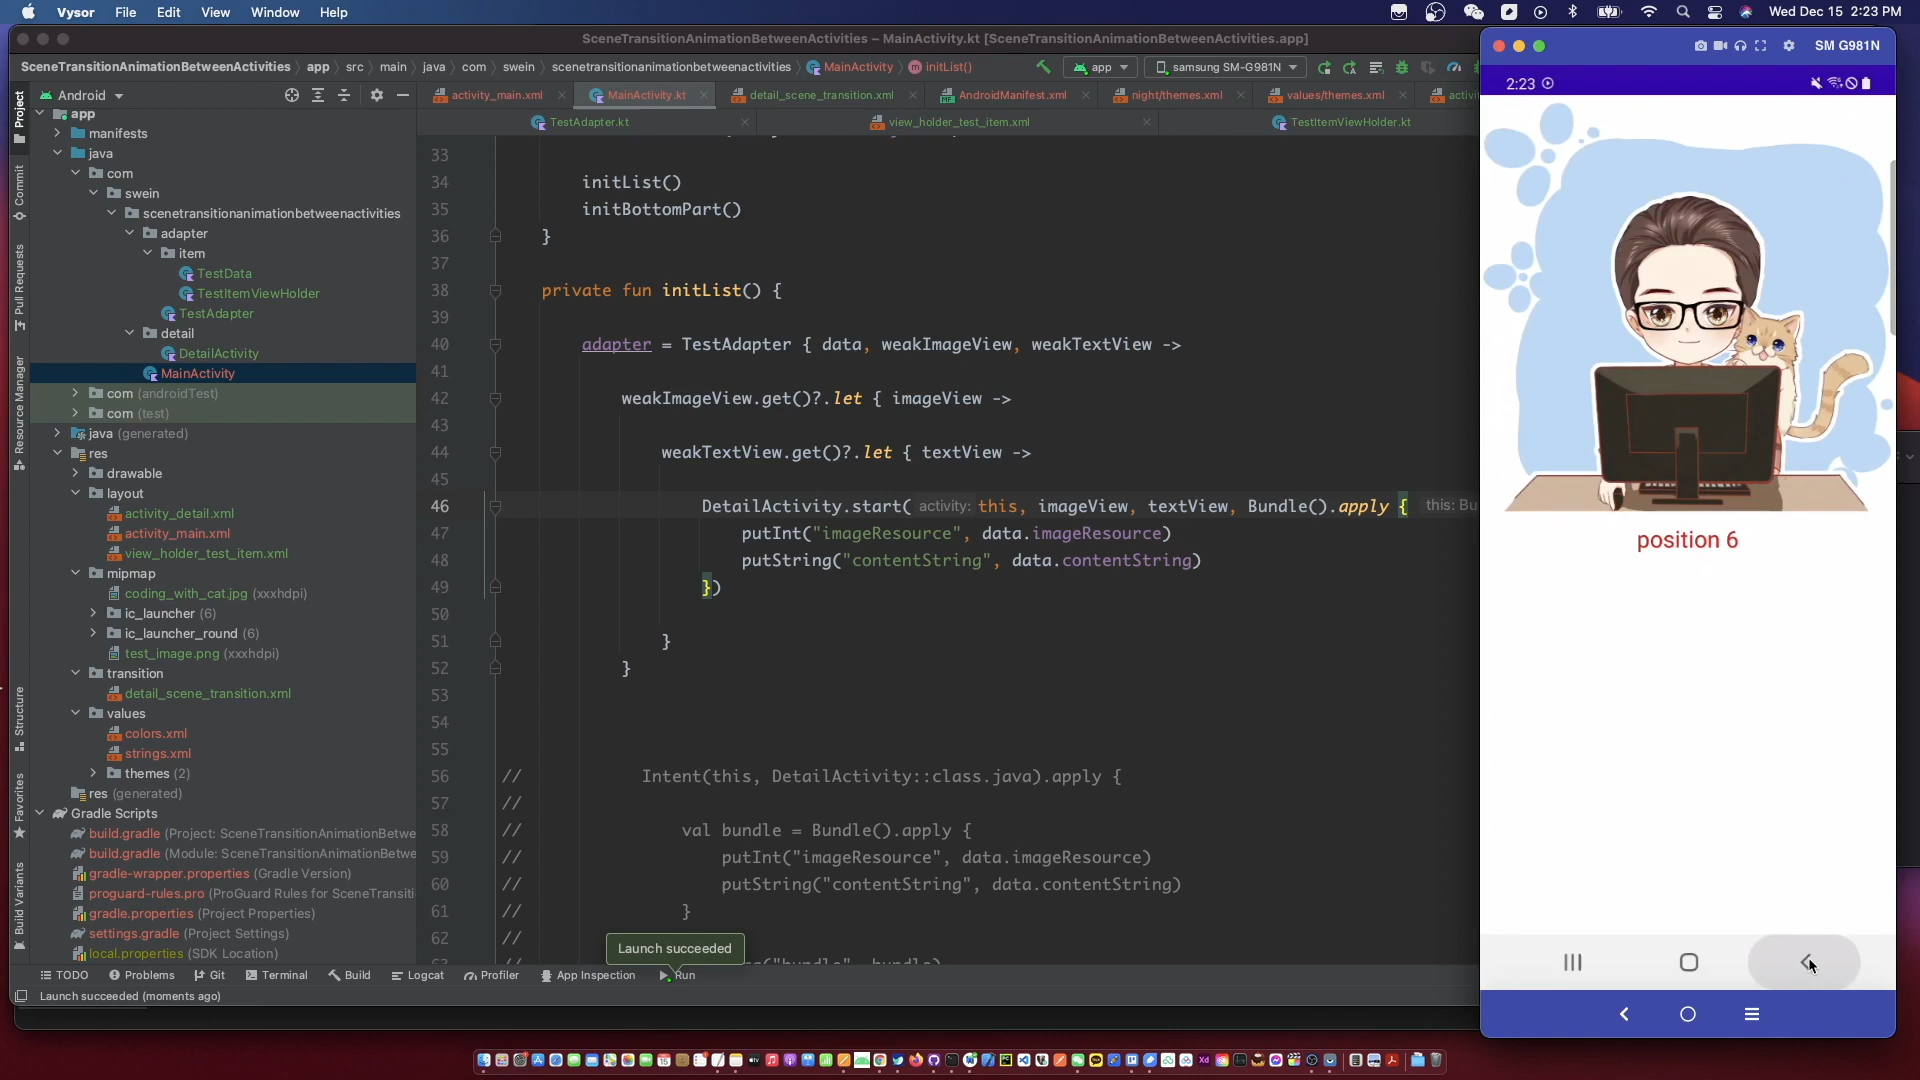 Vysor File Edit View Window Help Wed Dec 15 2:23 PM
SceneTransitionAnimationBetweenActivities – MainActivity.kt [SceneTransitionAnimationBetweenActivities.app]
SM G981N
SceneTransitionAnimationBetweenActivities app src main java com swein scenetransitionanimationbetweenactivities MainActivity initList() app samsung SM-G981N
2:23
Project
Android
activity_main.xml MainActivity.kt detail_scene_transition.xml AndroidManifest.xml night/themes.xml values/themes.xml
TestAdapter.kt view_holder_test_item.xml TestItemViewHolder.kt
Commit
Pull Requests
Resource Manager
Structure
Favorites
Build Variants
app
manifests
java
com
swein
scenetransitionanimationbetweenactivities
adapter
item
TestData
TestItemViewHolder
TestAdapter
detail
DetailActivity
MainActivity
com (androidTest)
com (test)
java (generated)
res
drawable
layout
activity_detail.xml
activity_main.xml
view_holder_test_item.xml
mipmap
coding_with_cat.jpg (xxxhdpi)
ic_launcher (6)
ic_launcher_round (6)
test_image.png (xxxhdpi)
transition
detail_scene_transition.xml
values
colors.xml
strings.xml
themes (2)
res (generated)
Gradle Scripts
build.gradle (Project: SceneTransitionAnimationBetwe
build.gradle (Module: SceneTransitionAnimationBetwe
gradle-wrapper.properties (Gradle Version)
proguard-rules.pro (ProGuard Rules for SceneTransiti
gradle.properties (Project Properties)
settings.gradle (Project Settings)
local.properties (SDK Location)
33
34 initList()
35 initBottomPart()
36 }
37
38 private fun initList() {
39
40 adapter = TestAdapter { data, weakImageView, weakTextView ->
41
42 weakImageView.get()?.let { imageView ->
43
44 weakTextView.get()?.let { textView ->
45
46 DetailActivity.start( activity: this, imageView, textView, Bundle().apply { this: Bu
47 putInt("imageResource", data.imageResource)
48 putString("contentString", data.contentString)
49 })
50
51 }
52 }
53
54
55
56 // Intent(this, DetailActivity::class.java).apply {
57 //
58 // val bundle = Bundle().apply {
59 // putInt("imageResource", data.imageResource)
60 // putString("contentString", data.contentString)
61 // }
62 //
position 6
Launch succeeded
TODO Problems Git Terminal Build Logcat Profiler App Inspection Run
Launch succeeded (moments ago)